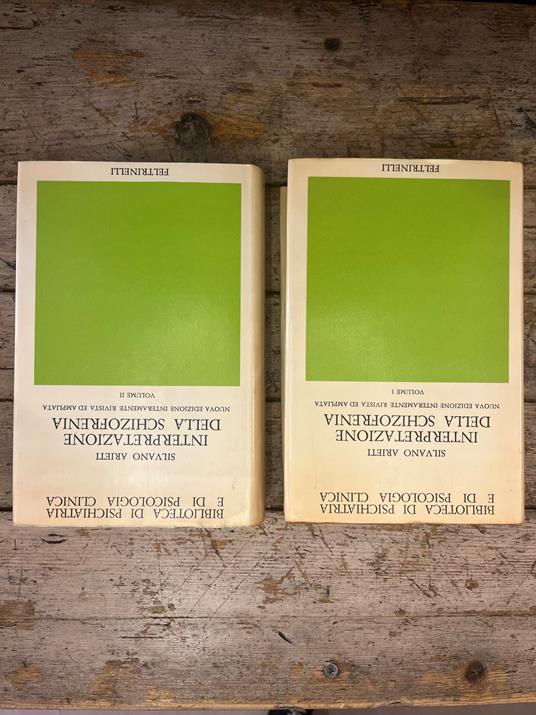 BIBLIOTECA DI PSICHIATRIA
E DI PSICOLOGIA CLINICA
SILVANO ARIETI
INTERPRETAZIONE
DELLA SCHIZOFRENIA
NUOVA EDIZIONE INTERAMENTE RIVISTA ED AMPLIATA
VOLUME I
FELTRINELLI
BIBLIOTECA DI PSICHIATRIA
E DI PSICOLOGIA CLINICA
SILVANO ARIETI
INTERPRETAZIONE
DELLA SCHIZOFRENIA
NUOVA EDIZIONE INTERAMENTE RIVISTA ED AMPLIATA
VOLUME II
FELTRINELLI